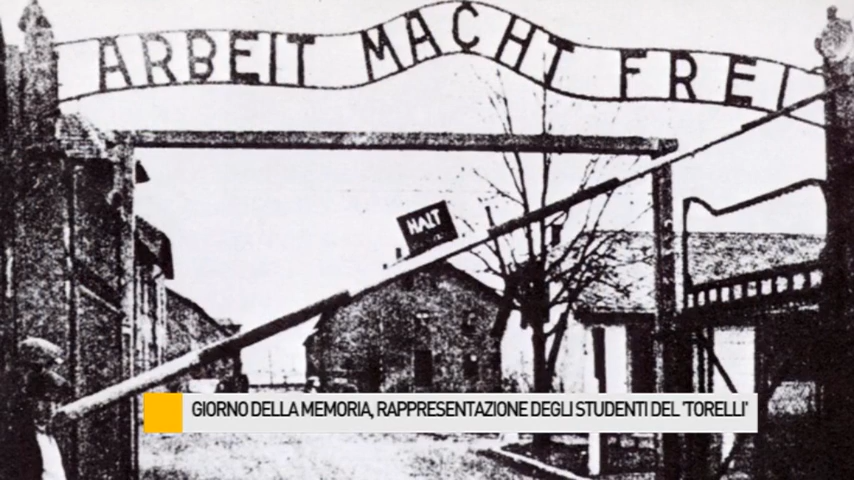 ARBEIT MACHT FREI
HALT
GIORNO DELLA MEMORIA, RAPPRESENTAZIONE DEGLI STUDENTI DEL 'TORELLI'